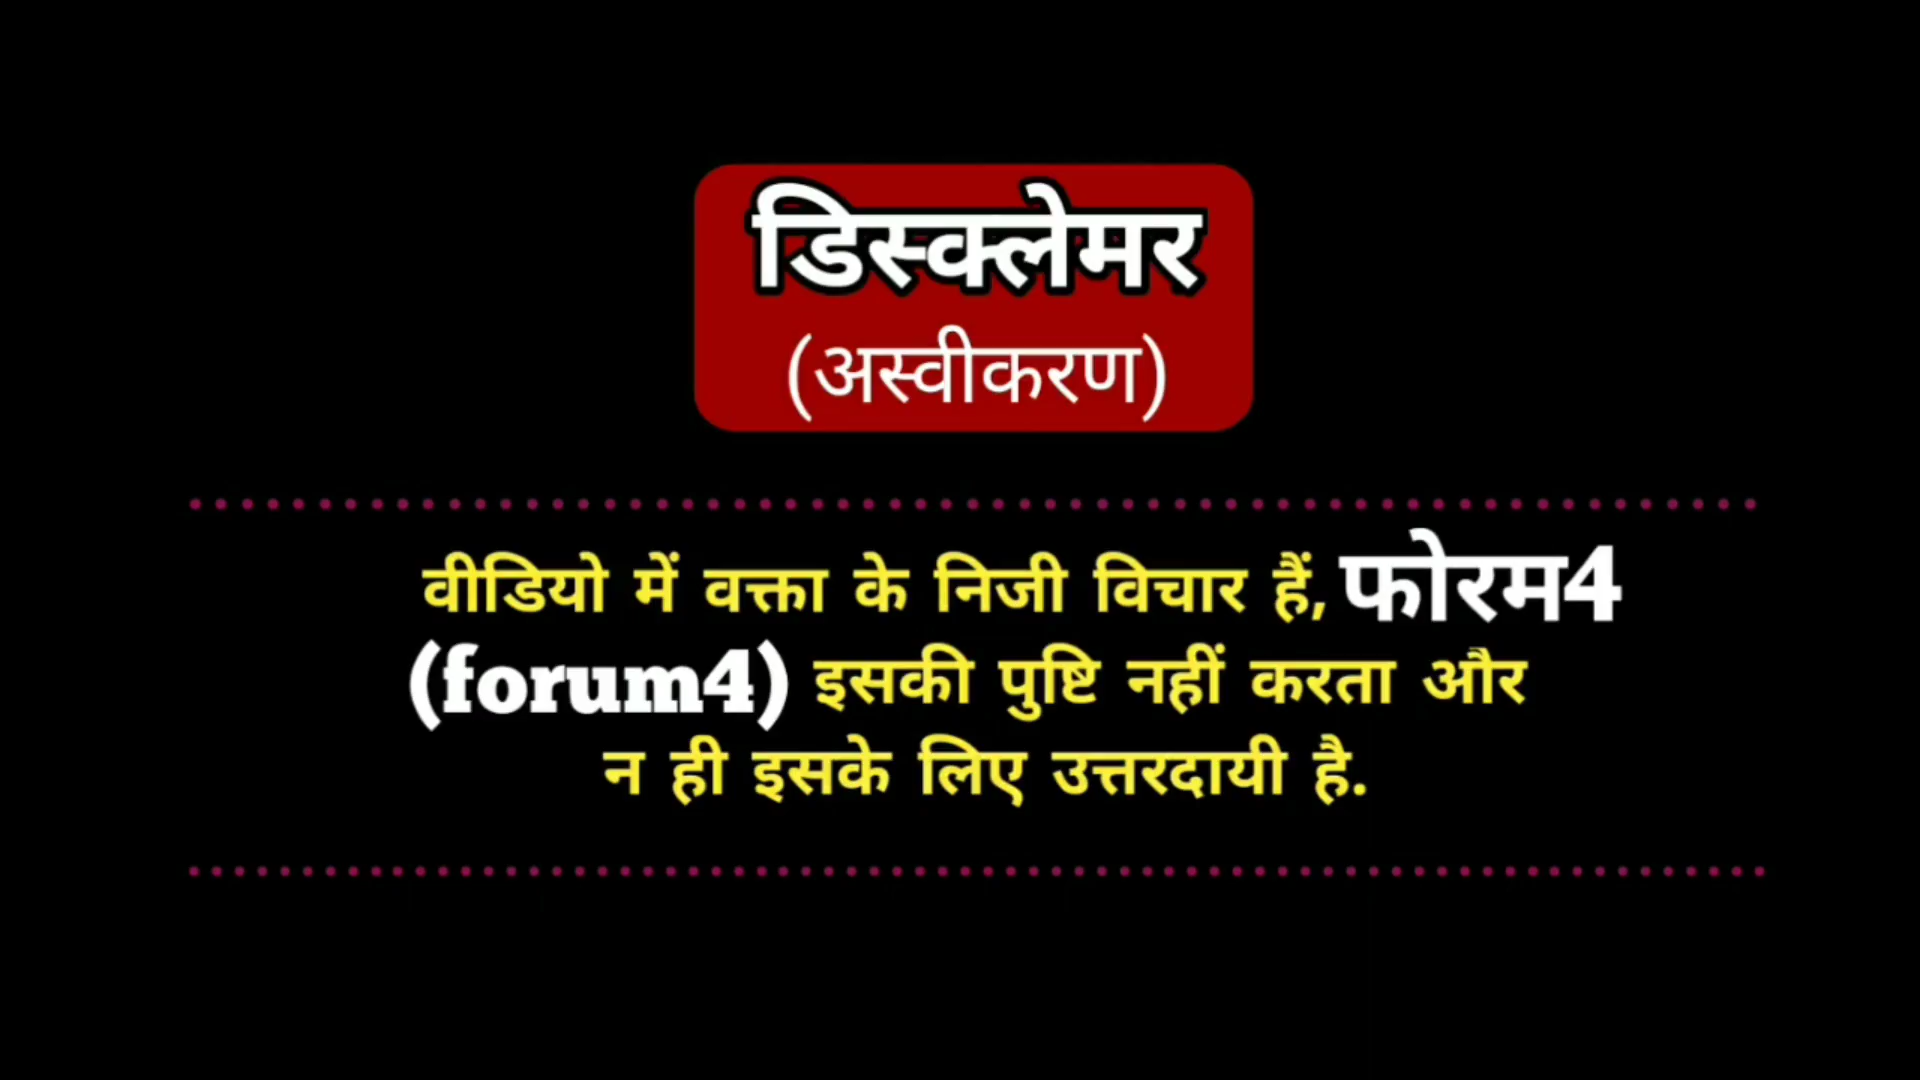 डिस्क्लेमर
(अस्वीकरण)
वीडियो में वक्ता के निजी विचार हैं, फोरम4
(forum4) इसकी पुष्टि नहीं करता और
न ही इसके लिए उत्तरदायी है.